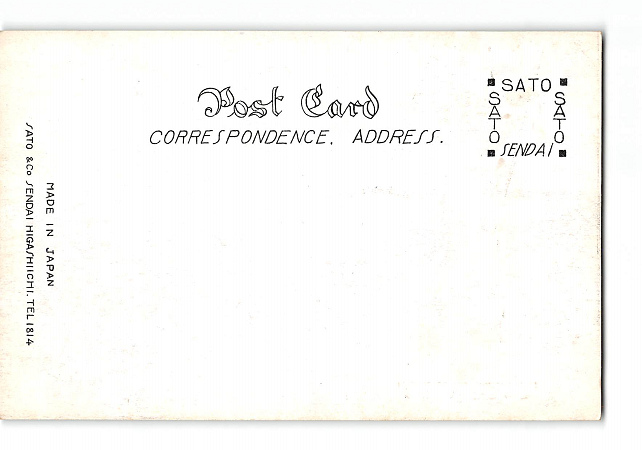 Post Card
CORRESPONDENCE. ADDRESS.
SATO
SATO
SATO
SENDAI
MADE IN JAPAN
SATO & Co SENDAI HIGASHIICHI. TEL 1814